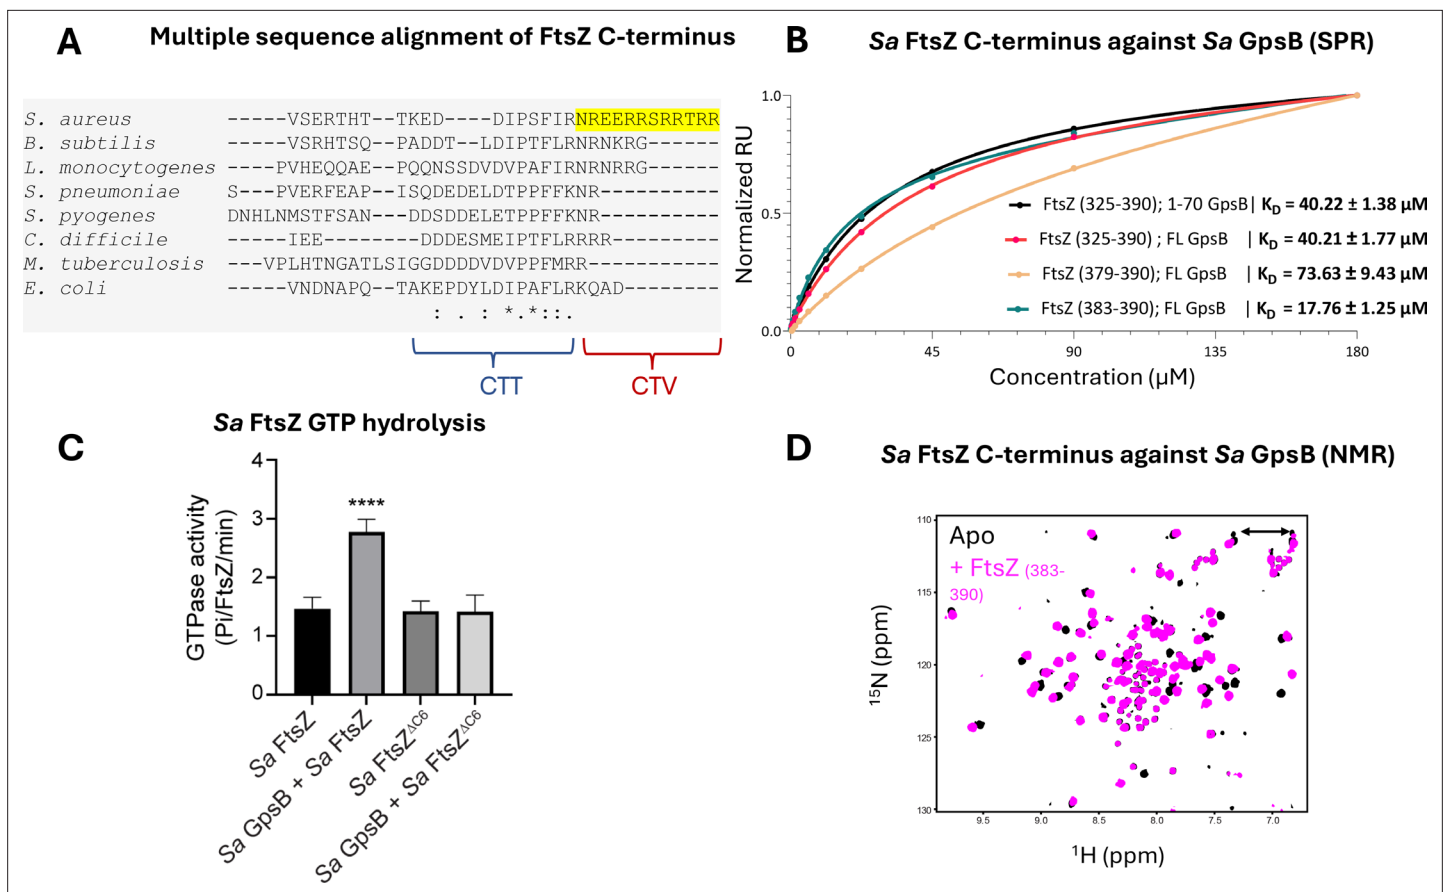 A
Multiple sequence alignment of FtsZ C-terminus
S. aureus -----VSERTHT--TKED----DIPSFIRNREERRSRRTRR
B. subtilis -----VSRHTSQ--PADDT--LDIPTFLRNRNKRG------
L. monocytogenes ----PVHEQQAE--PQQNSSDVDVPAFIRNRNRRG------
S. pneumoniae S---PVERFEAP--ISQDEDELDTPPFFKNR----------
S. pyogenes DNHLNMSTFSAN---DDSDDELETPPFFKNR----------
C. difficile -----IEE--------DDDESMEIPTFLRRR----------
M. tuberculosis ---VPLHTNGATLSIGGDDDDVDVPPFMRR-----------
E. coli -----VNDNAPQ--TAKEPDYLDIPAFLRKQAD--------
: . : *.*::.
CTT
CTV
B
Sa FtsZ C-terminus against Sa GpsB (SPR)
Normalized RU
1.0
0.5
0.0
FtsZ (325-390); 1-70 GpsB | KD = 40.22 ± 1.38 µM
FtsZ (325-390) ; FL GpsB | KD = 40.21 ± 1.77 µM
FtsZ (379-390); FL GpsB | KD = 73.63 ± 9.43 µM
FtsZ (383-390); FL GpsB | KD = 17.76 ± 1.25 µM
0 45 90 135 180
Concentration (µM)
C
Sa FtsZ GTP hydrolysis
GTPase activity
(Pi/FtsZ/min)
4
3
2
1
0
****
Sa FtsZ
Sa GpsB + Sa FtsZ
Sa FtsZΔC6
Sa GpsB + Sa FtsZΔC6
D
Sa FtsZ C-terminus against Sa GpsB (NMR)
Apo
+ FtsZ (383-
390)
15N (ppm)
110
115
120
125
130
9.5 9.0 8.5 8.0 7.5 7.0
1H (ppm)